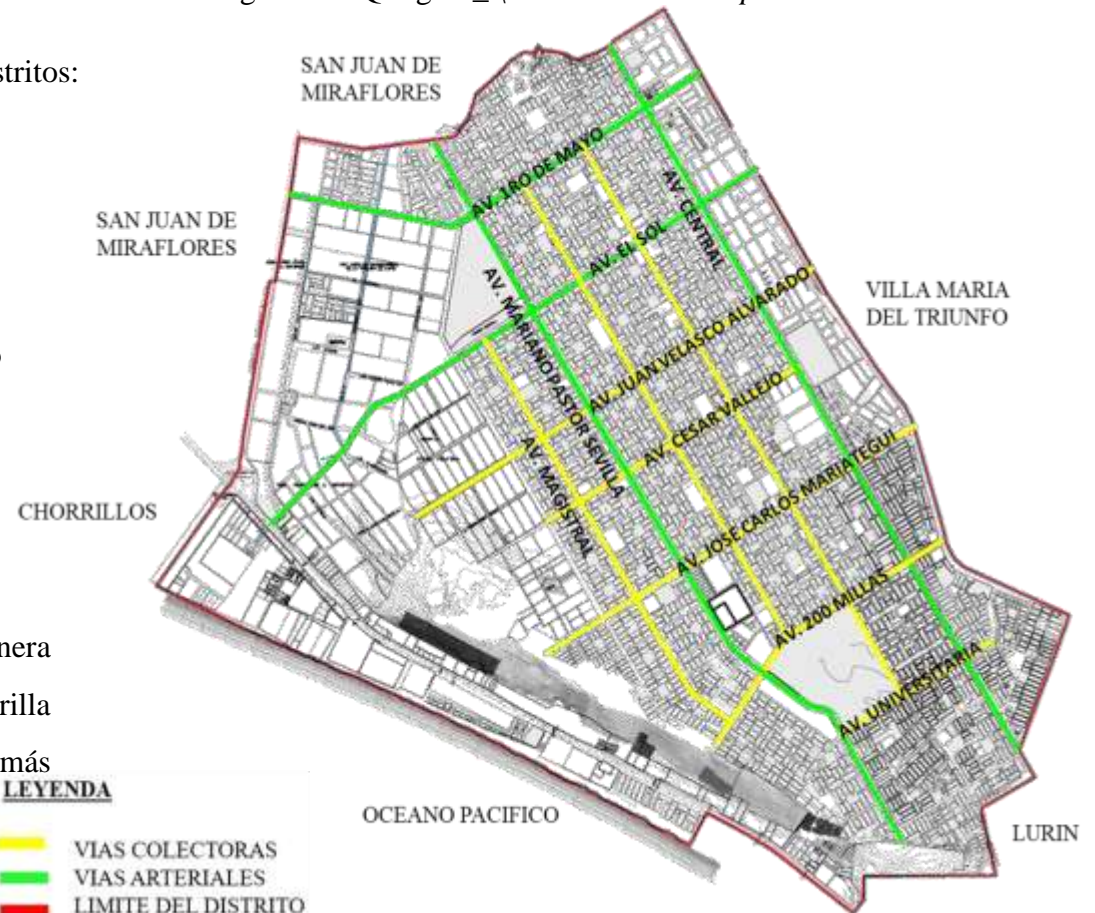 stritos:
nera
rilla
más
SAN JUAN DE
MIRAFLORES
SAN JUAN DE
MIRAFLORES
AV. 1RO DE MAYO
AV. CENTRAL
AV. EL SOL
VILLA MARIA
DEL TRIUNFO
AV. MARIANO PASTOR SEVILLA
AV. JUAN VELASCO ALVARADO
AV. CESAR VALLEJO
AV. MAGISTRAL
AV. JOSE CARLOS MARIATEGUI
CHORRILLOS
AV. 200 MILLAS
AV. UNIVERSITARIA
OCEANO PACIFICO
LURIN
LEYENDA
VIAS COLECTORAS
VIAS ARTERIALES
LIMITE DEL DISTRITO